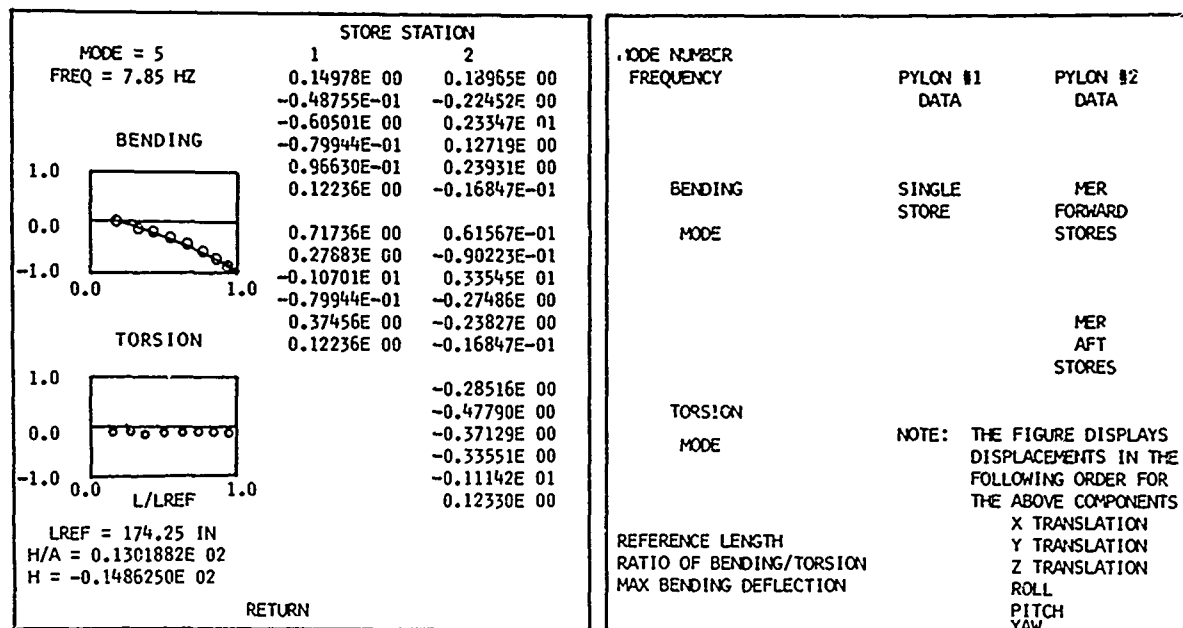 STORE STATION
MODE = 5 1 2
FREQ = 7.85 HZ 0.14978E 00 0.13965E 00
-0.48755E-01 -0.22452E 00
-0.60501E 00 0.23347E 01
BENDING -0.79944E-01 0.12719E 00
1.0 0.96630E-01 0.23931E 00
0.12236E 00 -0.16847E-01
0.0 0.71736E 00 0.61567E-01
0.27883E 00 -0.90223E-01
-1.0 -0.10701E 01 0.33545E 01
0.0 1.0 -0.79944E-01 -0.27486E 00
0.37456E 00 -0.23827E 00
TORSION 0.12236E 00 -0.16847E-01
1.0 -0.28516E 00
-0.47790E 00
0.0 -0.37129E 00
-0.33551E 00
-1.0 -0.11142E 01
0.0 L/LREF 1.0 0.12330E 00
LREF = 174.25 IN
H/A = 0.1301882E 02
H = -0.1486250E 02
RETURN
MODE NUMBER
FREQUENCY PYLON #1 PYLON #2
DATA DATA
BENDING SINGLE MER
STORE FORWARD
MODE STORES
MER
AFT
STORES
TORSION
MODE
NOTE: THE FIGURE DISPLAYS
DISPLACEMENTS IN THE
FOLLOWING ORDER FOR
THE ABOVE COMPONENTS
X TRANSLATION
Y TRANSLATION
Z TRANSLATION
ROLL
PITCH
YAW
REFERENCE LENGTH
RATIO OF BENDING/TORSION
MAX BENDING DEFLECTION